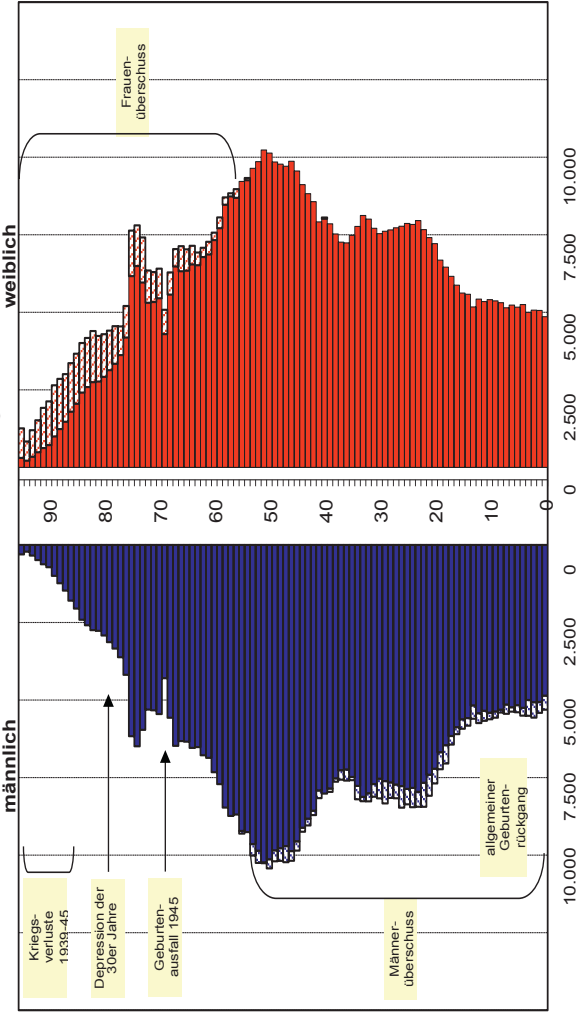 männlich
weiblich
Kriegs-
verluste
1939-45
Depression der
30er Jahre
Geburten-
ausfall 1945
Männer-
überschuss
allgemeiner
Geburten-
rückgang
Frauen-
überschuss
90
80
70
60
50
40
30
20
10
0
10.000 7.500 5.000 2.500 0
0 2.500 5.000 7.500 10.000